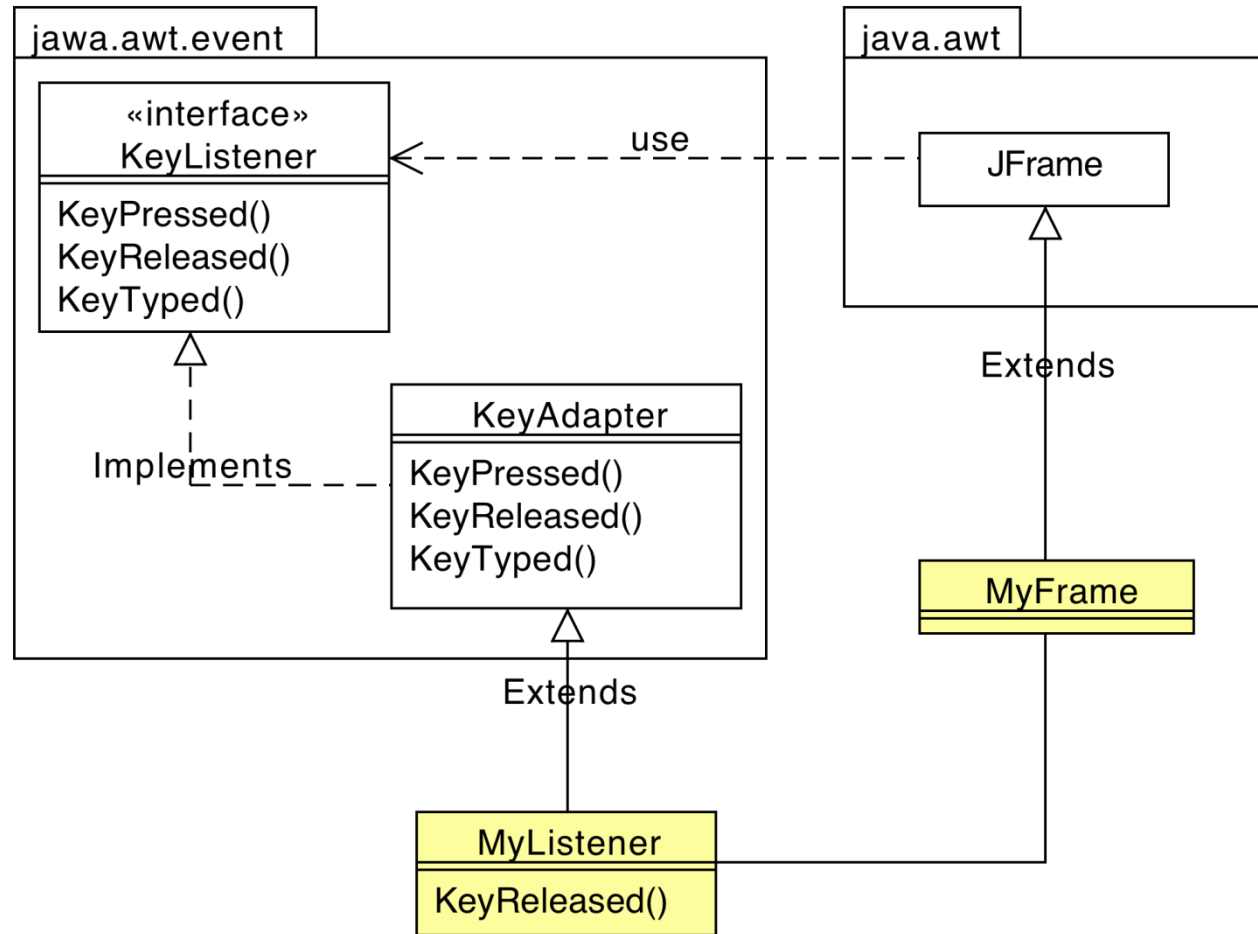 jawa.awt.event
java.awt
«interface»
KeyListener
KeyPressed()
KeyReleased()
KeyTyped()
use
JFrame
Extends
Implements
KeyAdapter
KeyPressed()
KeyReleased()
KeyTyped()
MyFrame
Extends
MyListener
KeyReleased()